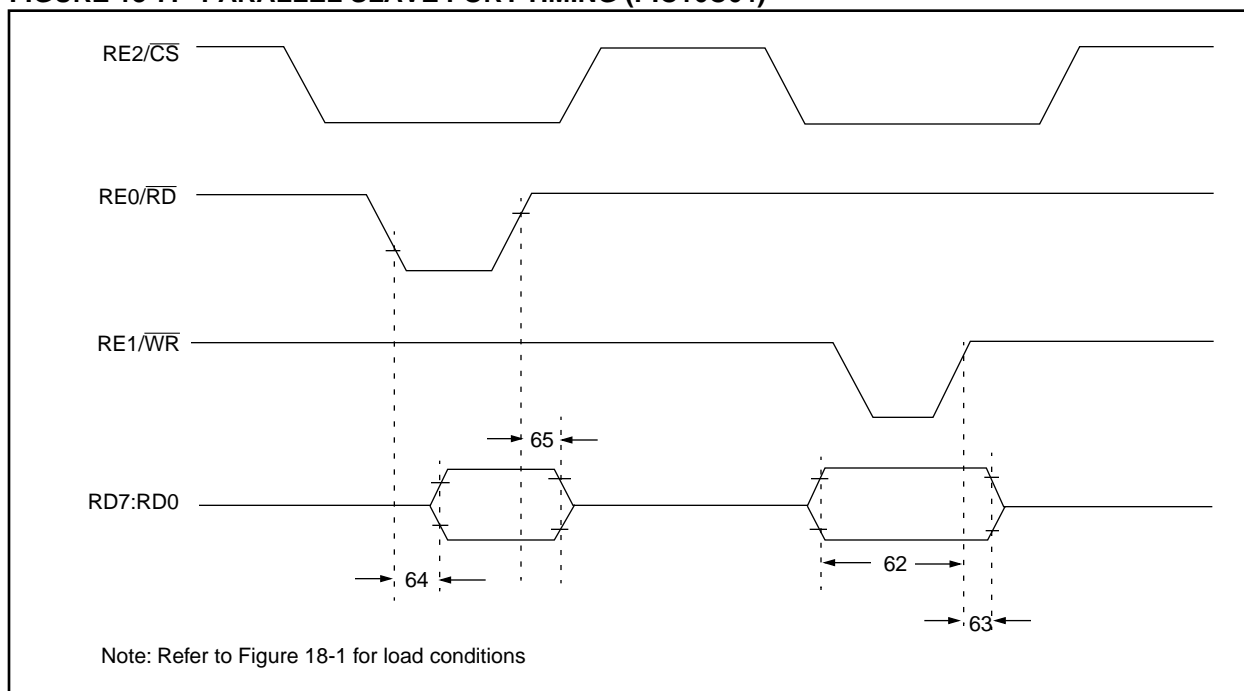 RE2/CS
RE0/RD
RE1/WR
65
RD7:RD0
62
64
63
Note: Refer to Figure 18-1 for load conditions